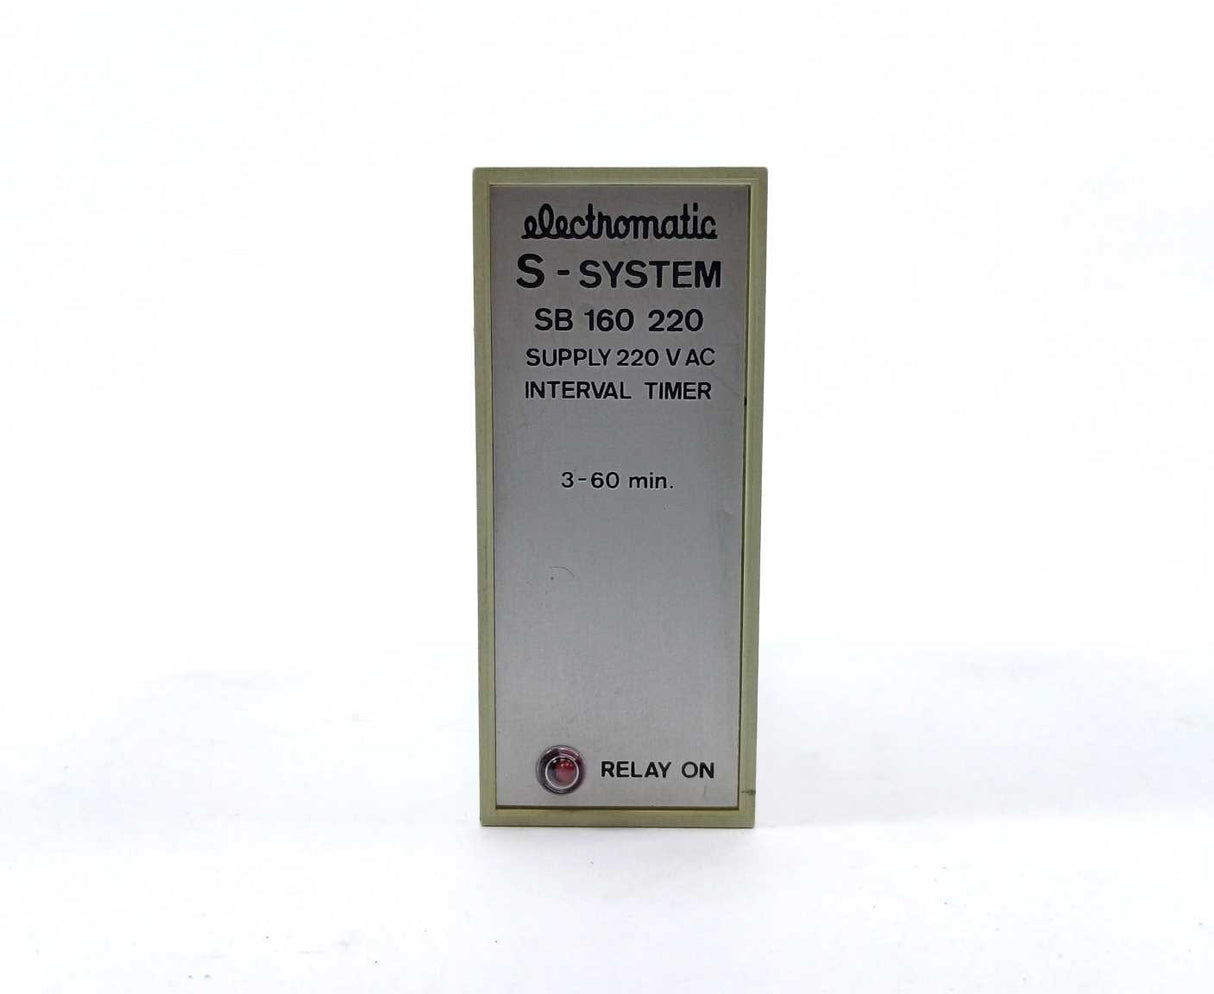 electromatic
S - SYSTEM
SB 160 220
SUPPLY 220 V AC
INTERVAL TIMER
3-60 min.
RELAY ON